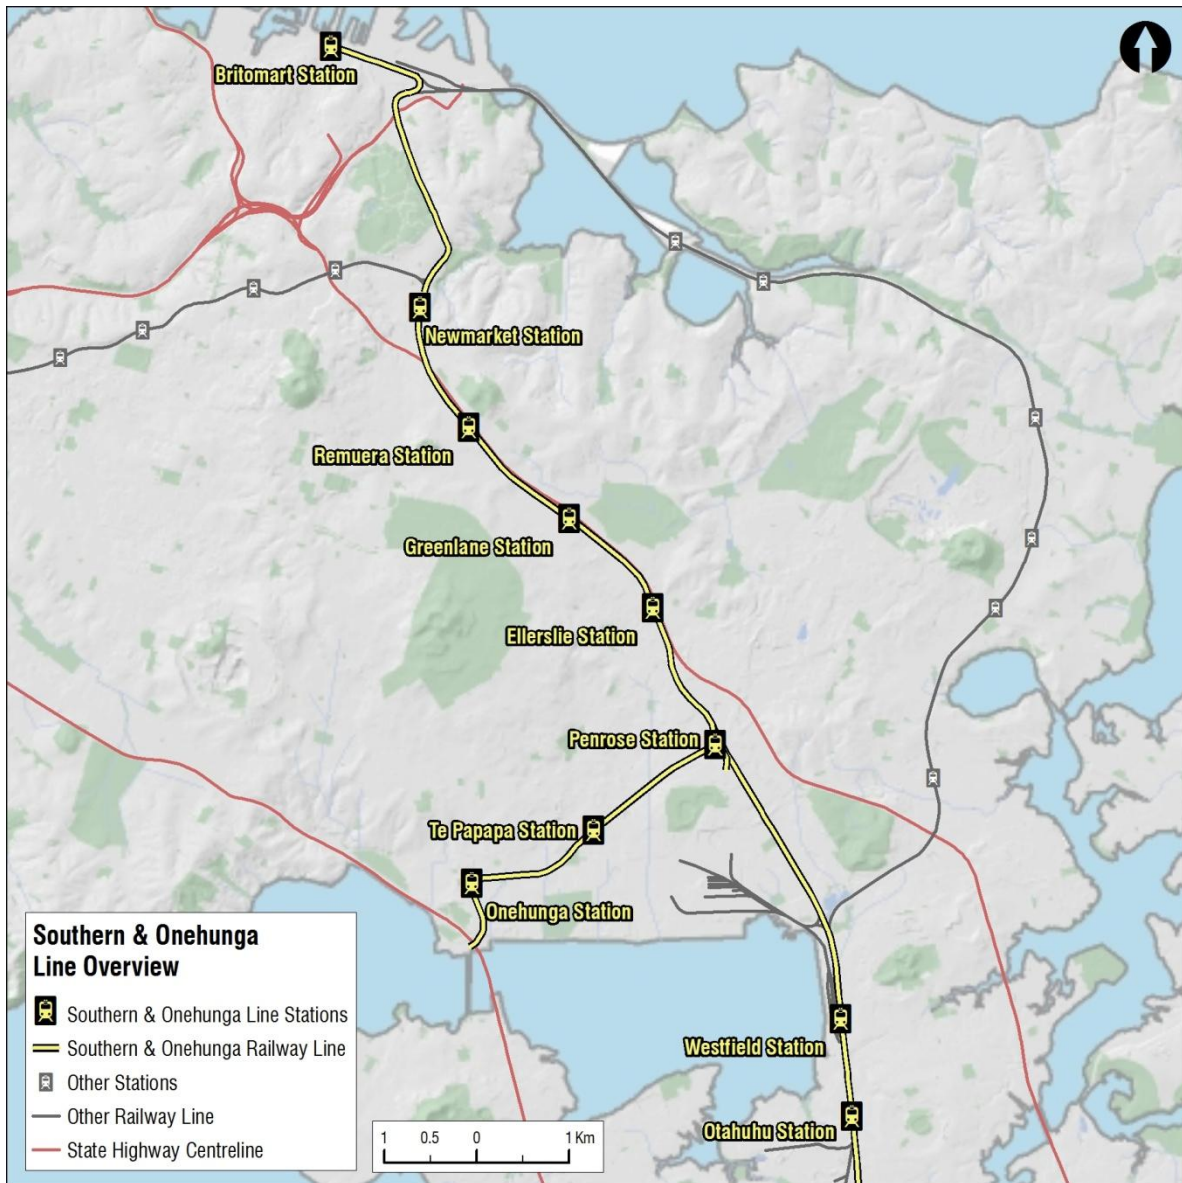 Britomart Station
Newmarket Station
Remuera Station
Greenlane Station
Ellerslie Station
Penrose Station
Te Papapa Station
Onehunga Station
Westfield Station
Otahuhu Station
Southern & Onehunga
Line Overview
Southern & Onehunga Line Stations
Southern & Onehunga Railway Line
Other Stations
Other Railway Line
State Highway Centreline
1 0.5 0 1 Km